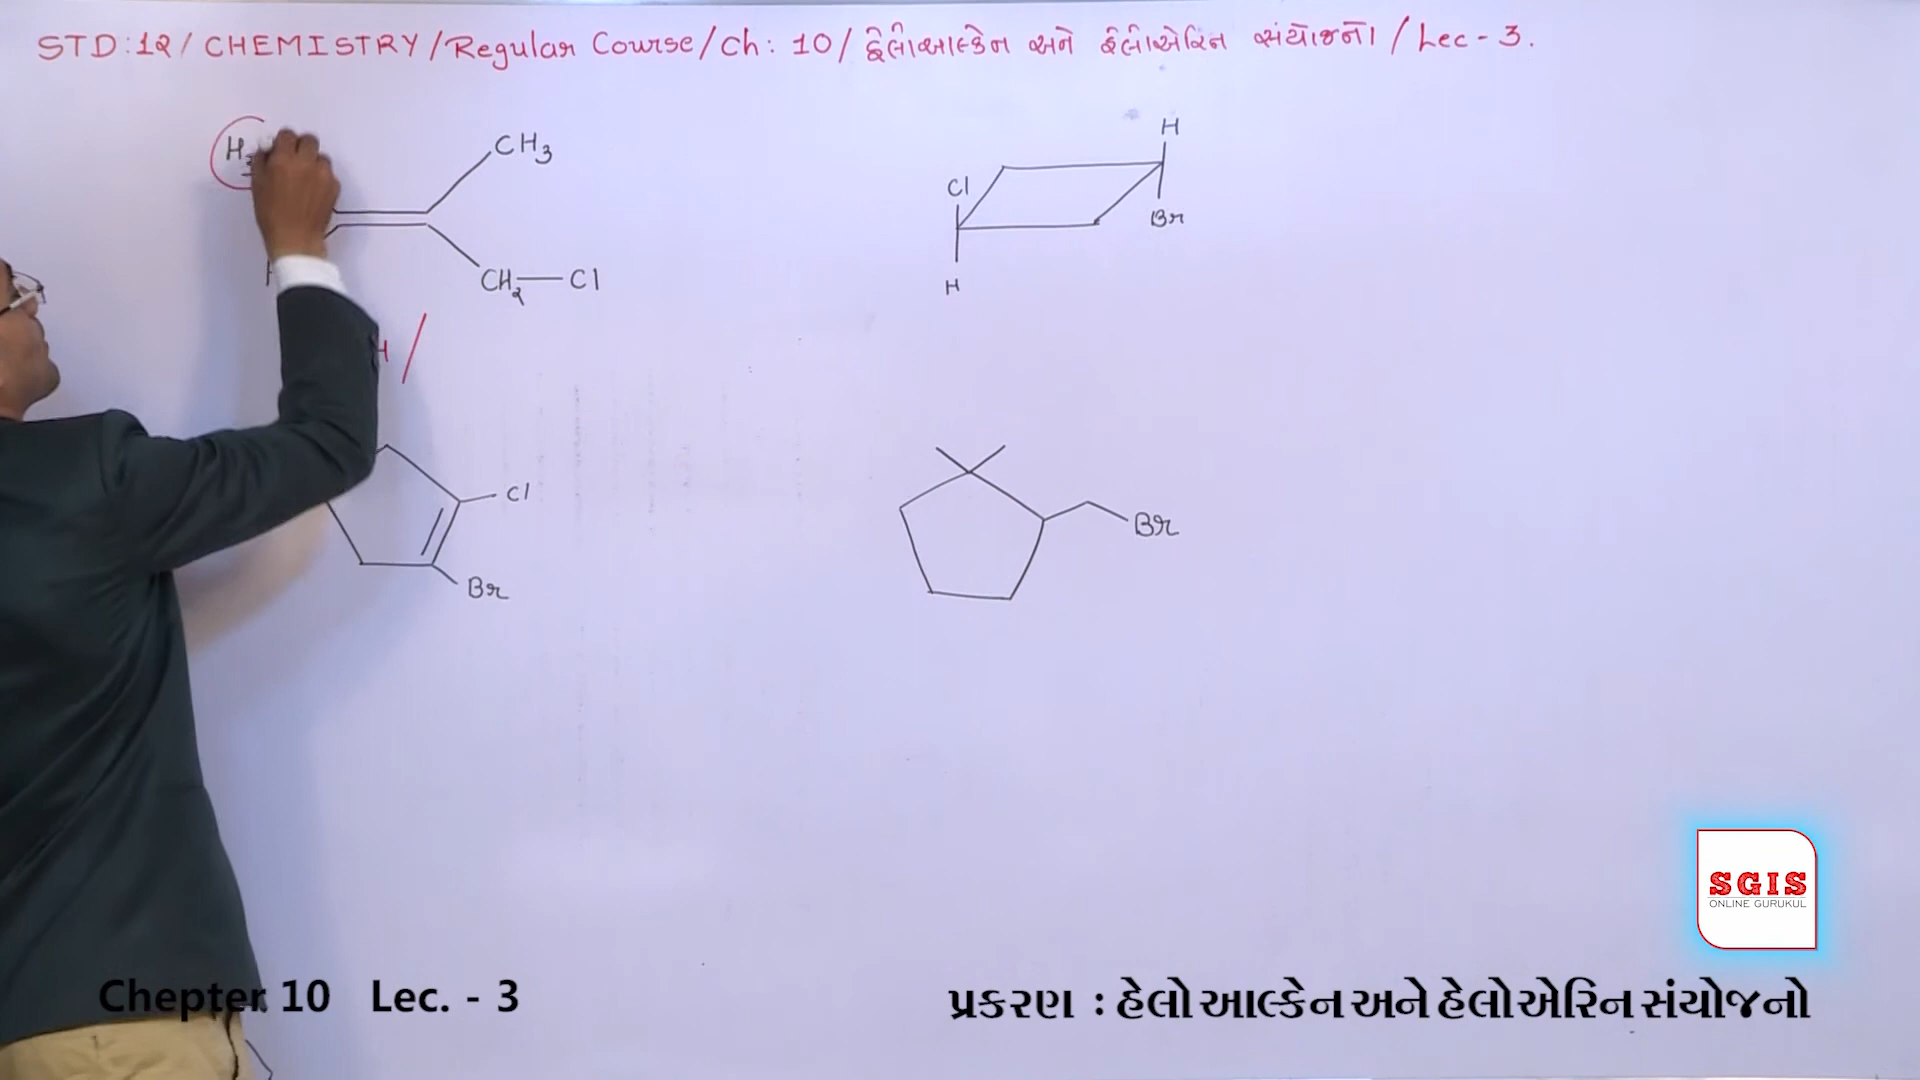 STD:12/CHEMISTRY/Regular Course/Ch: 10/હેલોઆલ્કેન અને હેલોએરિન સંયોજનો/Lec-3.
H3
CH3
H
Cl
CH2—Cl
Br
H
H
H
Cl
Br
Br
SGIS
ONLINE GURUKUL
Chepter 10 Lec. - 3
પ્રકરણ : હેલો આલ્કેન અને હેલોએરિન સંયોજનો